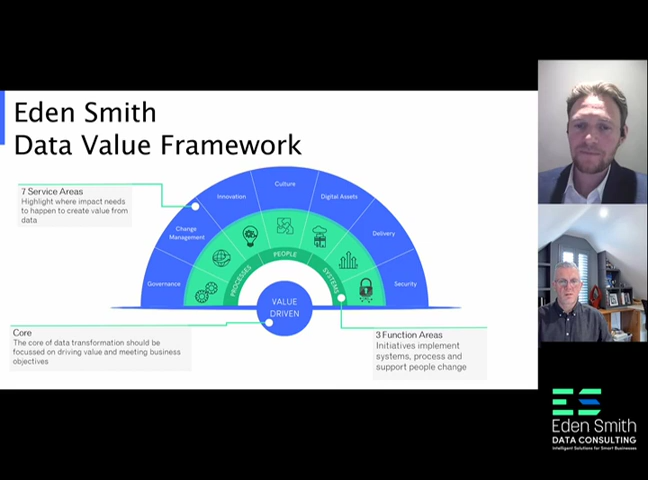 Eden Smith
Data Value Framework
7 Service Areas
Highlight where impact needs
to happen to create value from
data
Governance
Change
Management
Innovation
Culture
Digital Assets
Delivery
Security
PROCESSES
PEOPLE
SYSTEMS
VALUE
DRIVEN
Core
The core of data transformation should be
focussed on driving value and meeting business
objectives
3 Function Areas
Initiatives implement
systems, process and
support people change
ES
Eden Smith
DATA CONSULTING
Intelligent Solutions for Smart Businesses